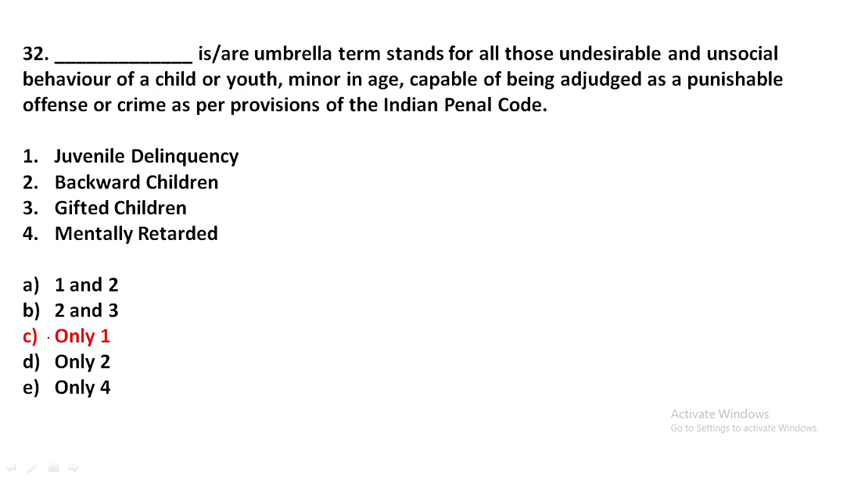 32. _____________ is/are umbrella term stands for all those undesirable and unsocial
behaviour of a child or youth, minor in age, capable of being adjudged as a punishable
offense or crime as per provisions of the Indian Penal Code.
1. Juvenile Delinquency
2. Backward Children
3. Gifted Children
4. Mentally Retarded
a) 1 and 2
b) 2 and 3
c) Only 1
d) Only 2
e) Only 4
Activate Windows
Go to Settings to activate Windows.